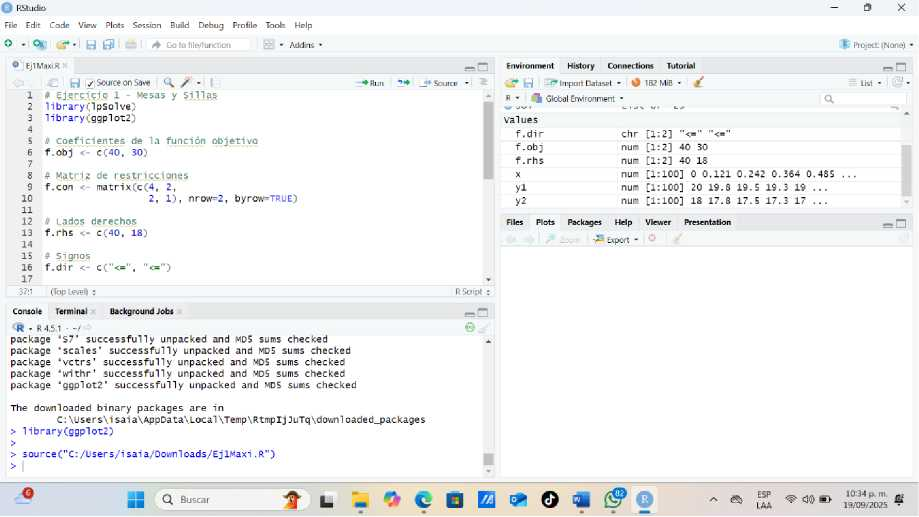 RStudio
File Edit Code View Plots Session Build Debug Profile Tools Help
Go to file/function Addins Project: (None)
Ej1Maxi.R
Source on Save Run Source
1 # Ejercicio 1 - Mesas y Sillas
2 library(lpSolve)
3 library(ggplot2)
4
5 # Coeficientes de la función objetivo
6 f.obj <- c(40, 30)
7
8 # Matriz de restricciones
9 f.con <- matrix(c(4, 2,
10 2, 1), nrow=2, byrow=TRUE)
11
12 # Lados derechos
13 f.rhs <- c(40, 18)
14
15 # Signos
16 f.dir <- c("<=", "<=")
17
37:1 (Top Level) R Script
Console Terminal Background Jobs
R 4.5.1 · ~/
package ‘S7’ successfully unpacked and MD5 sums checked
package ‘scales’ successfully unpacked and MD5 sums checked
package ‘vctrs’ successfully unpacked and MD5 sums checked
package ‘withr’ successfully unpacked and MD5 sums checked
package ‘ggplot2’ successfully unpacked and MD5 sums checked
The downloaded binary packages are in
C:\Users\isaia\AppData\Local\Temp\RtmpIjJuTq\downloaded_packages
> library(ggplot2)
>
> source("C:/Users/isaia/Downloads/Ej1Maxi.R")
>
Environment History Connections Tutorial
Import Dataset 182 MiB List
R Global Environment
Values
f.dir chr [1:2] "<=" "<="
f.obj num [1:2] 40 30
f.rhs num [1:2] 40 18
x num [1:100] 0 0.121 0.242 0.364 0.485 ...
y1 num [1:100] 20 19.8 19.5 19.3 19 ...
y2 num [1:100] 18 17.8 17.5 17.3 17 ...
Files Plots Packages Help Viewer Presentation
Zoom Export
6 Buscar 82 ESP
LAA 10:34 p. m.
19/09/2025